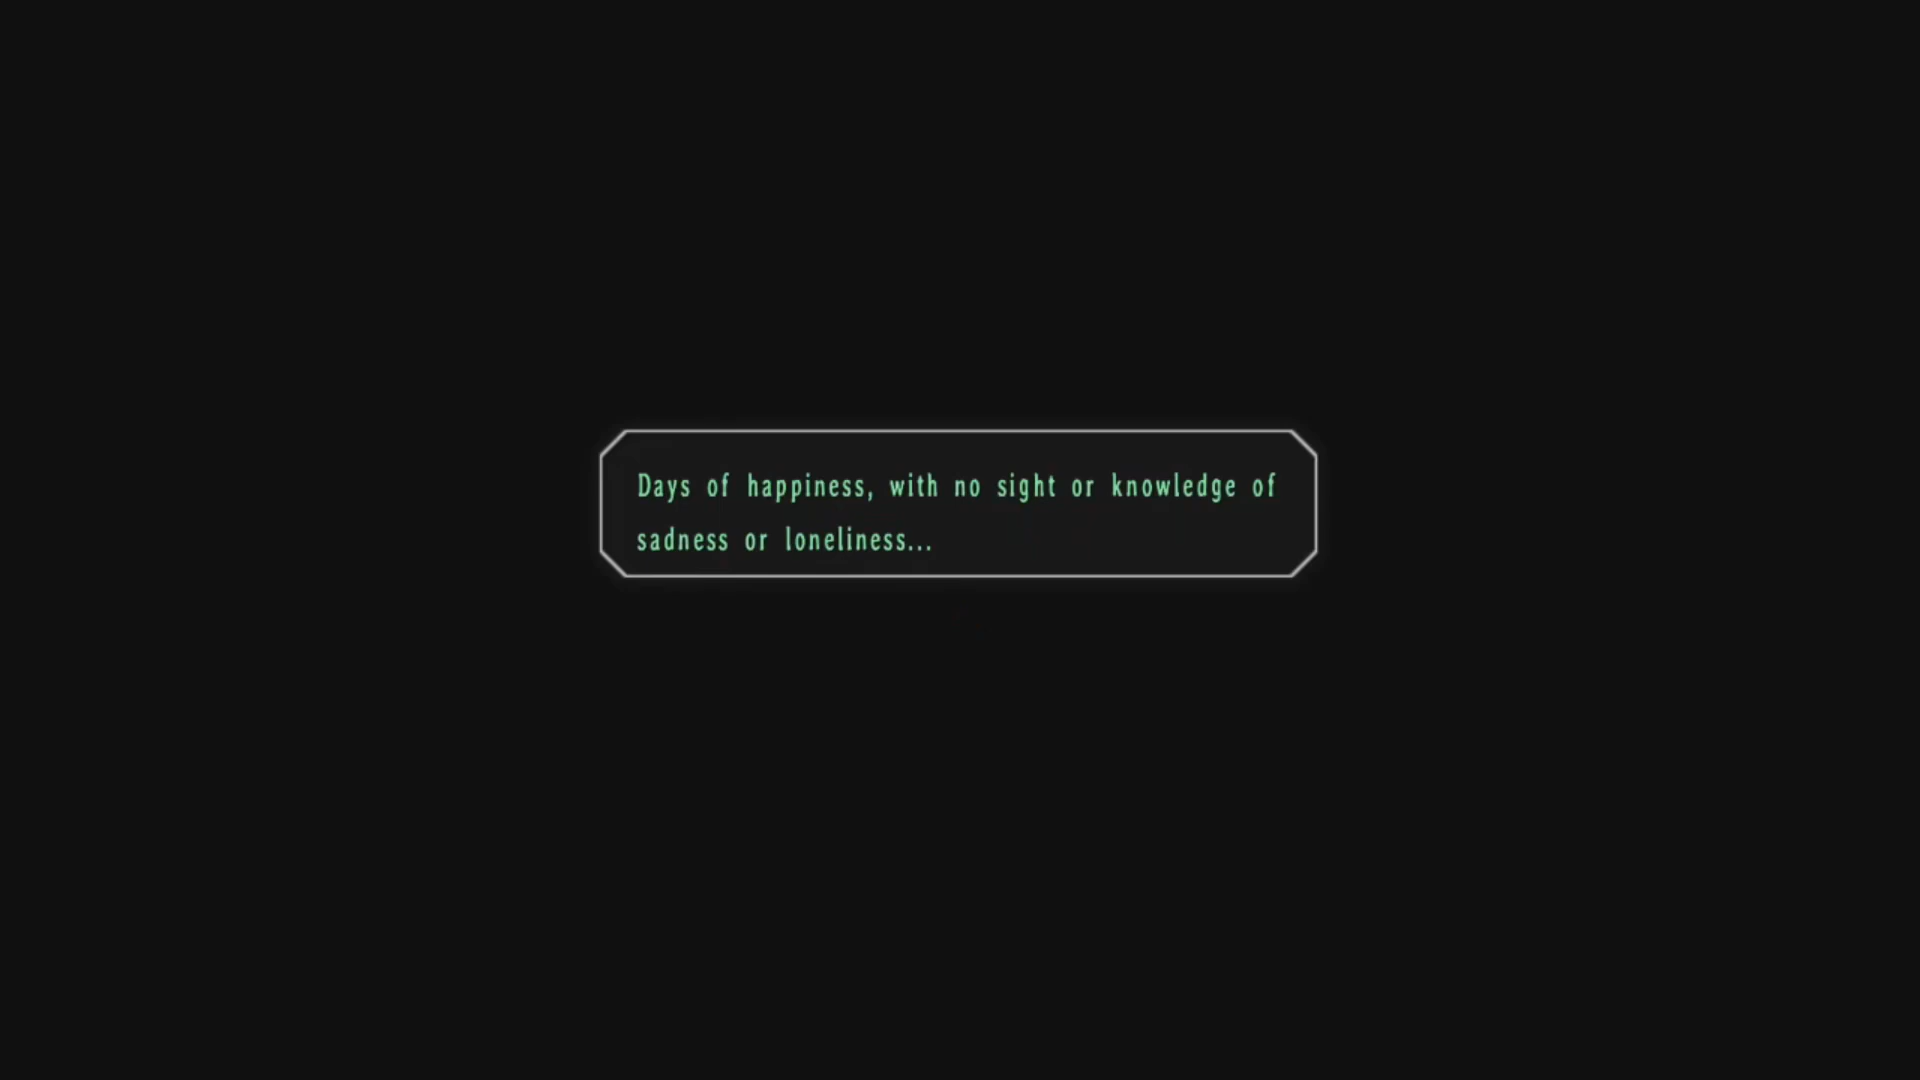 Days of happiness, with no sight or knowledge of
sadness or loneliness...